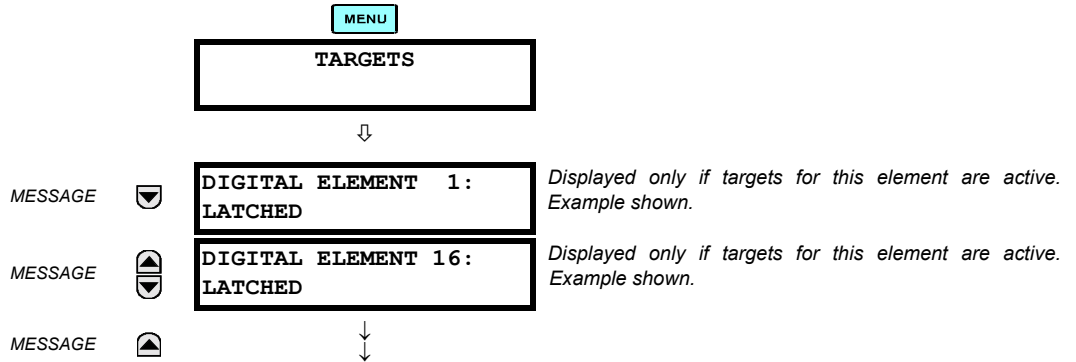 MENU
TARGETS
MESSAGE
DIGITAL ELEMENT 1:
LATCHED
Displayed only if targets for this element are active.
Example shown.
MESSAGE
DIGITAL ELEMENT 16:
LATCHED
Displayed only if targets for this element are active.
Example shown.
MESSAGE